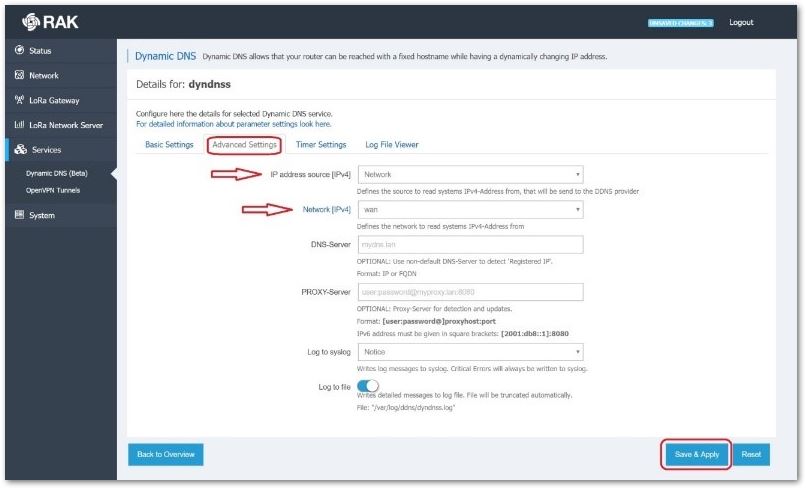 RAK
UNSAVED CHANGES: 3
Logout
Status
Network
LoRa Gateway
LoRa Network Server
Services
Dynamic DNS (Beta)
OpenVPN Tunnels
System
Dynamic DNS Dynamic DNS allows that your router can be reached with a fixed hostname while having a dynamically changing IP address.
Details for: dyndnss
Configure here the details for selected Dynamic DNS service.
For detailed information about parameter settings look here.
Basic Settings Advanced Settings Timer Settings Log File Viewer
IP address source [IPv4] Network
Defines the source to read systems IPv4-Address from, that will be send to the DDNS provider
Network [IPv4] wan
Defines the network to read systems IPv4-Address from
DNS-Server mydns.lan
OPTIONAL: Use non-default DNS-Server to detect 'Registered IP'.
Format: IP or FQDN
PROXY-Server user:password@myproxy.lan:8080
OPTIONAL: Proxy-Server for detection and updates.
Format: [user:password@]proxyhost:port
IPv6 address must be given in square brackets: [2001:db8::1]:8080
Log to syslog Notice
Writes log messages to syslog. Critical Errors will always be written to syslog.
Log to file
Writes detailed messages to log file. File will be truncated automatically.
File: "/var/log/ddns/dyndnss.log"
Back to Overview Save & Apply Reset